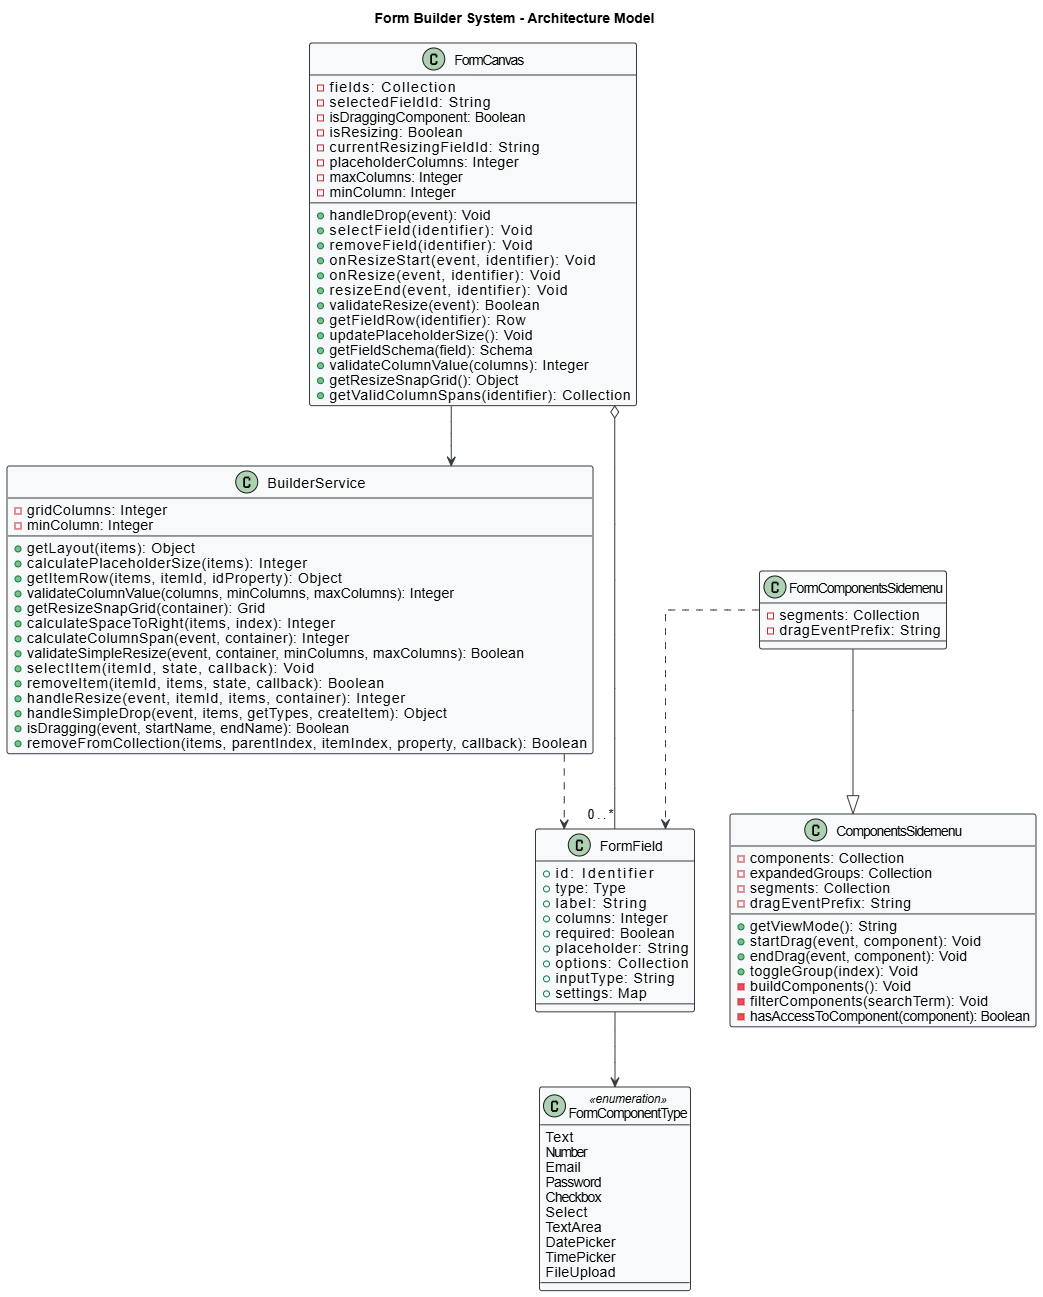 Form Builder System - Architecture Model
C FormCanvas
fields: Collection
selectedFieldId: String
isDraggingComponent: Boolean
isResizing: Boolean
currentResizingFieldId: String
placeholderColumns: Integer
maxColumns: Integer
minColumn: Integer
handleDrop(event): Void
selectField(identifier): Void
removeField(identifier): Void
onResizeStart(event, identifier): Void
onResize(event, identifier): Void
resizeEnd(event, identifier): Void
validateResize(event): Boolean
getFieldRow(identifier): Row
updatePlaceholderSize(): Void
getFieldSchema(field): Schema
validateColumnValue(columns): Integer
getResizeSnapGrid(): Object
getValidColumnSpans(identifier): Collection
C BuilderService
gridColumns: Integer
minColumn: Integer
getLayout(items): Object
calculatePlaceholderSize(items): Integer
getItemRow(items, itemId, idProperty): Object
validateColumnValue(columns, minColumns, maxColumns): Integer
getResizeSnapGrid(container): Grid
calculateSpaceToRight(items, index): Integer
calculateColumnSpan(event, container): Integer
validateSimpleResize(event, container, minColumns, maxColumns): Boolean
selectItem(itemId, state, callback): Void
removeItem(itemId, items, state, callback): Boolean
handleResize(event, itemId, items, container): Integer
handleSimpleDrop(event, items, getTypes, createItem): Object
isDragging(event, startName, endName): Boolean
removeFromCollection(items, parentIndex, itemIndex, property, callback): Boolean
C FormComponentsSidemenu
segments: Collection
dragEventPrefix: String
0..*
C FormField
id: Identifier
type: Type
label: String
columns: Integer
required: Boolean
placeholder: String
options: Collection
inputType: String
settings: Map
C ComponentsSidemenu
components: Collection
expandedGroups: Collection
segments: Collection
dragEventPrefix: String
getViewMode(): String
startDrag(event, component): Void
endDrag(event, component): Void
toggleGroup(index): Void
buildComponents(): Void
filterComponents(searchTerm): Void
hasAccessToComponent(component): Boolean
C «enumeration»
FormComponentType
Text
Number
Email
Password
Checkbox
Select
TextArea
DatePicker
TimePicker
FileUpload